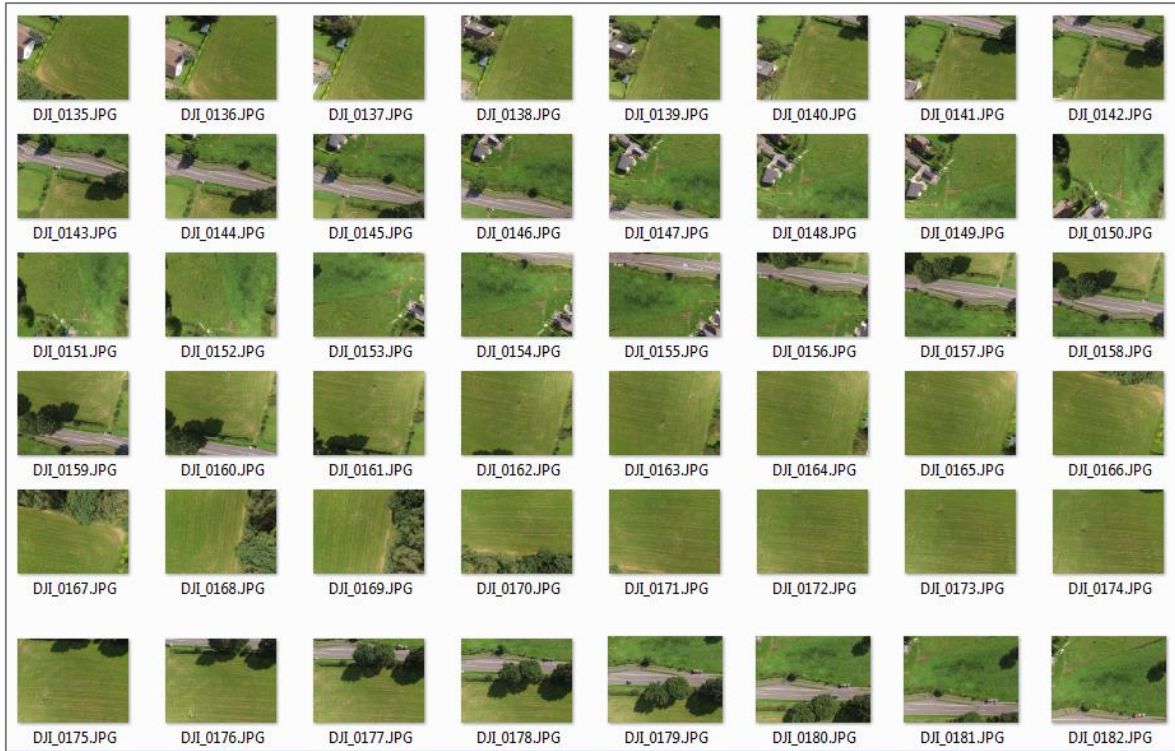 DJI_0135.JPG DJI_0136.JPG DJI_0137.JPG DJI_0138.JPG DJI_0139.JPG DJI_0140.JPG DJI_0141.JPG DJI_0142.JPG
DJI_0143.JPG DJI_0144.JPG DJI_0145.JPG DJI_0146.JPG DJI_0147.JPG DJI_0148.JPG DJI_0149.JPG DJI_0150.JPG
DJI_0151.JPG DJI_0152.JPG DJI_0153.JPG DJI_0154.JPG DJI_0155.JPG DJI_0156.JPG DJI_0157.JPG DJI_0158.JPG
DJI_0159.JPG DJI_0160.JPG DJI_0161.JPG DJI_0162.JPG DJI_0163.JPG DJI_0164.JPG DJI_0165.JPG DJI_0166.JPG
DJI_0167.JPG DJI_0168.JPG DJI_0169.JPG DJI_0170.JPG DJI_0171.JPG DJI_0172.JPG DJI_0173.JPG DJI_0174.JPG
DJI_0175.JPG DJI_0176.JPG DJI_0177.JPG DJI_0178.JPG DJI_0179.JPG DJI_0180.JPG DJI_0181.JPG DJI_0182.JPG